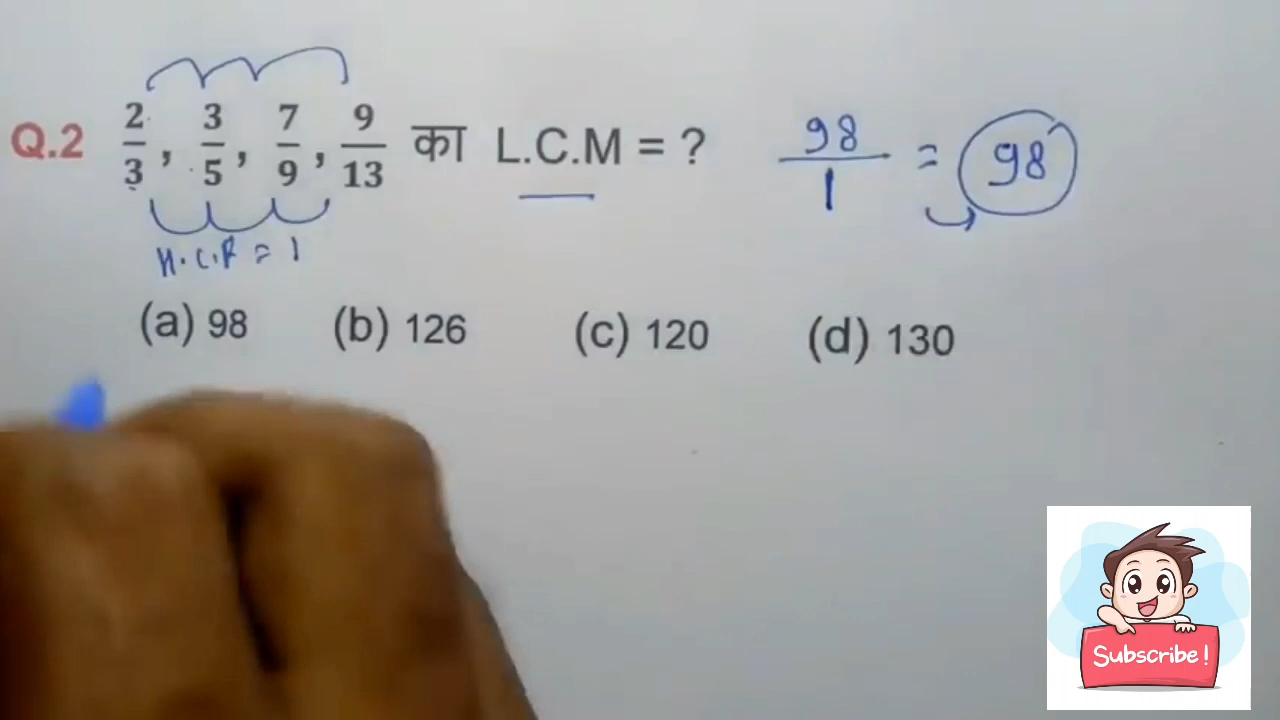 Q.2 2/3, 3/5, 7/9, 9/13 का L.C.M = ?
98/1 = 98
H.C.F = 1
(a) 98 (b) 126 (c) 120 (d) 130
Subscribe!